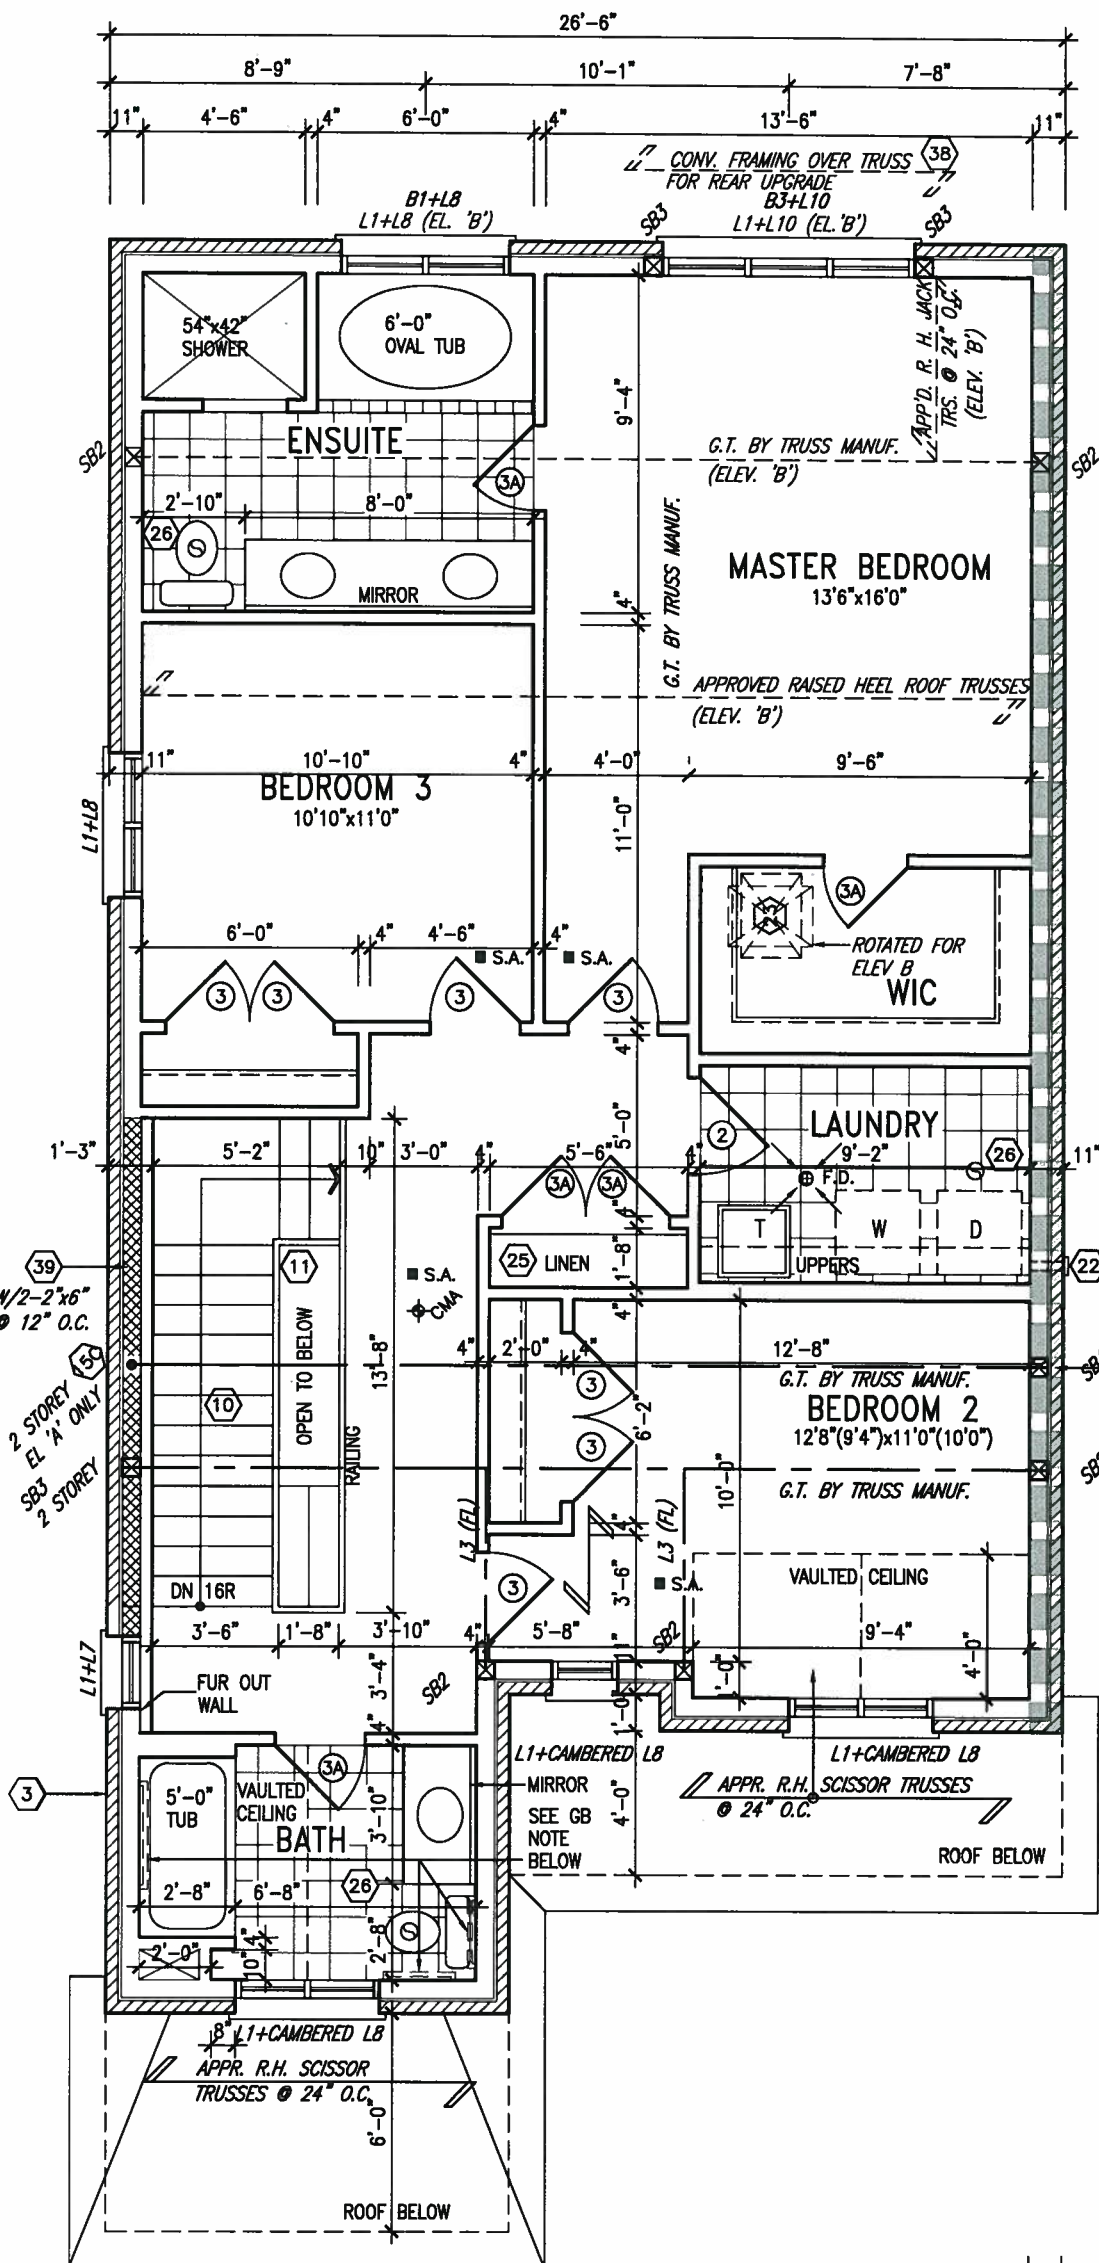 26'-6"
8'-9" 10'-1" 7'-8"
11" 4'-6" 4" 6'-0" 4" 13'-6" 11"
CONV. FRAMING OVER TRUSS 38
FOR REAR UPGRADE
B1+L8
L1+L8 (EL. 'B')
B3+L10
L1+L10 (EL.'B')
SB3
SB3
54"x42"
SHOWER
6'-0"
OVAL TUB
APP'D. R. H. JACK
TRS. @ 24" O.C.
(ELEV. 'B')
9'-4"
ENSUITE
SB2
SB2
G.T. BY TRUSS MANUF.
(ELEV. 'B')
3A
2'-10" 8'-0"
26
MIRROR
G.T. BY TRUSS MANUF.
MASTER BEDROOM
13'6"x16'0"
4"
APPROVED RAISED HEEL ROOF TRUSSES
(ELEV. 'B')
11" 10'-10" 4" 4'-0" 9'-6"
BEDROOM 3
10'10"x11'0"
L1+L8
11'-0"
3A
23
ROTATED FOR
ELEV B
WIC
6'-0" 4" 4'-6" 4"
S.A. S.A.
3 3 3 3
4"
5'-0"
LAUNDRY
2
9'-2"
26
11"
1'-3" 5'-2" 10" 3'-0" 4" 5'-6" 4"
F.D.
3A 3A
4"
T W D
UPPERS
22
25 LINEN
1'-8"
4"
39
W/2-2"x6"
@ 12" O.C.
11
S.A.
CMA
OPEN TO BELOW
10
RAILING
13'-8"
4" 2'-0" 4" 12'-8"
G.T. BY TRUSS MANUF.
BEDROOM 2
12'8"(9'4")x11'0"(10'0")
G.T. BY TRUSS MANUF.
3
3
6'-2"
10'-0"
2 STOREY 45C
EL 'A' ONLY
SB3
2 STOREY
L3 (FL)
L3 (FL)
4"
3
3'-6"
S.A.
VAULTED CEILING
DN 16R
3'-6" 1'-8" 3'-10" 4" 5'-8" 9'-4"
4'-0"
SB2
11"
1'-0"
1'-0"
L1+L7
FUR OUT
WALL
3'-4"
SB2
4"
L1+CAMBERED L8
L1+CAMBERED L8
3
3A
5'-0"
TUB
VAULTED
CEILING
BATH
3'-10"
MIRROR
SEE GB
NOTE
BELOW
4'-0"
APPR. R.H. SCISSOR TRUSSES
@ 24" O.C.
ROOF BELOW
2'-8" 6'-8"
26
2'-0"
4"
10"
2'-8"
8" L1+CAMBERED L8
APPR. R.H. SCISSOR
TRUSSES @ 24" O.C.
6'-0"
ROOF BELOW